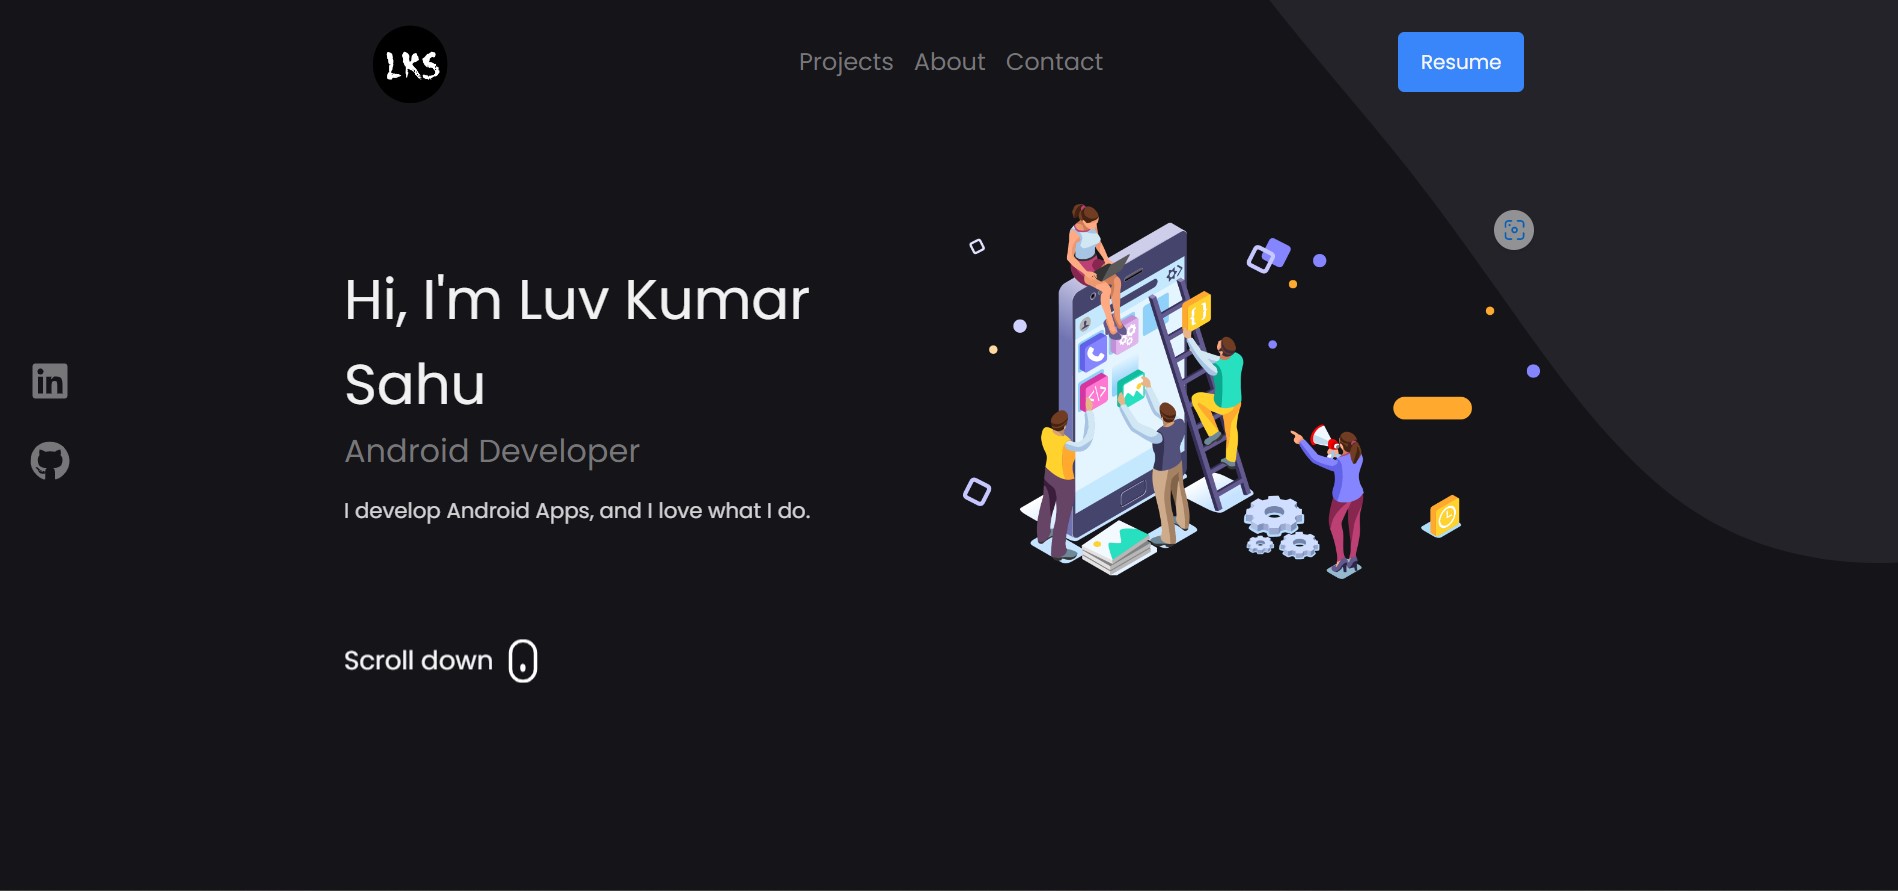 LKS
Projects About Contact
Resume
Hi, I'm Luv Kumar
Sahu
Android Developer
I develop Android Apps, and I love what I do.
Scroll down